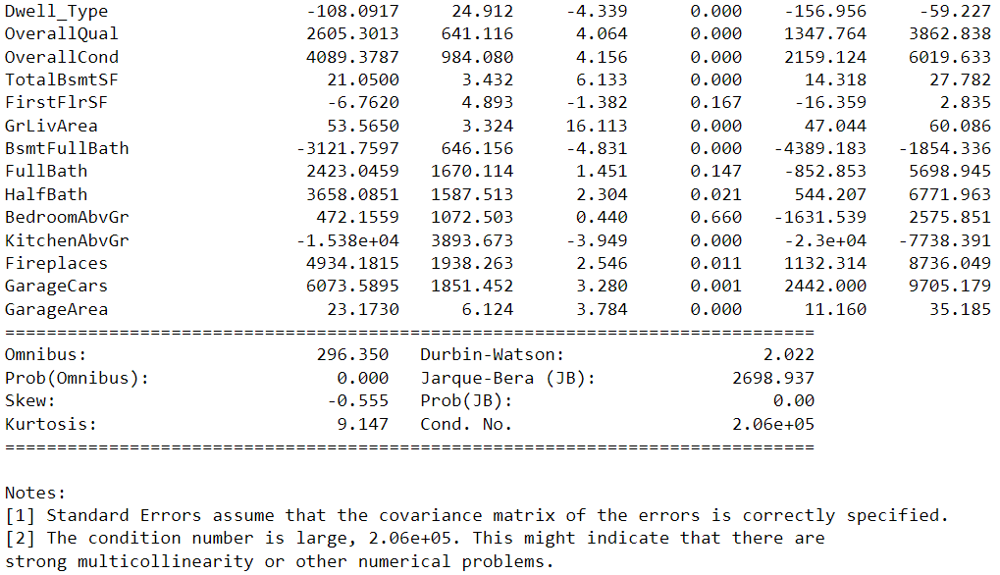 Dwell_Type -108.0917 24.912 -4.339 0.000 -156.956 -59.227
OverallQual 2605.3013 641.116 4.064 0.000 1347.764 3862.838
OverallCond 4089.3787 984.080 4.156 0.000 2159.124 6019.633
TotalBsmtSF 21.0500 3.432 6.133 0.000 14.318 27.782
FirstFlrSF -6.7620 4.893 -1.382 0.167 -16.359 2.835
GrLivArea 53.5650 3.324 16.113 0.000 47.044 60.086
BsmtFullBath -3121.7597 646.156 -4.831 0.000 -4389.183 -1854.336
FullBath 2423.0459 1670.114 1.451 0.147 -852.853 5698.945
HalfBath 3658.0851 1587.513 2.304 0.021 544.207 6771.963
BedroomAbvGr 472.1559 1072.503 0.440 0.660 -1631.539 2575.851
KitchenAbvGr -1.538e+04 3893.673 -3.949 0.000 -2.3e+04 -7738.391
Fireplaces 4934.1815 1938.263 2.546 0.011 1132.314 8736.049
GarageCars 6073.5895 1851.452 3.280 0.001 2442.000 9705.179
GarageArea 23.1730 6.124 3.784 0.000 11.160 35.185
==============================================================================
Omnibus: 296.350 Durbin-Watson: 2.022
Prob(Omnibus): 0.000 Jarque-Bera (JB): 2698.937
Skew: -0.555 Prob(JB): 0.00
Kurtosis: 9.147 Cond. No. 2.06e+05
==============================================================================
Notes:
[1] Standard Errors assume that the covariance matrix of the errors is correctly specified.
[2] The condition number is large, 2.06e+05. This might indicate that there are
strong multicollinearity or other numerical problems.